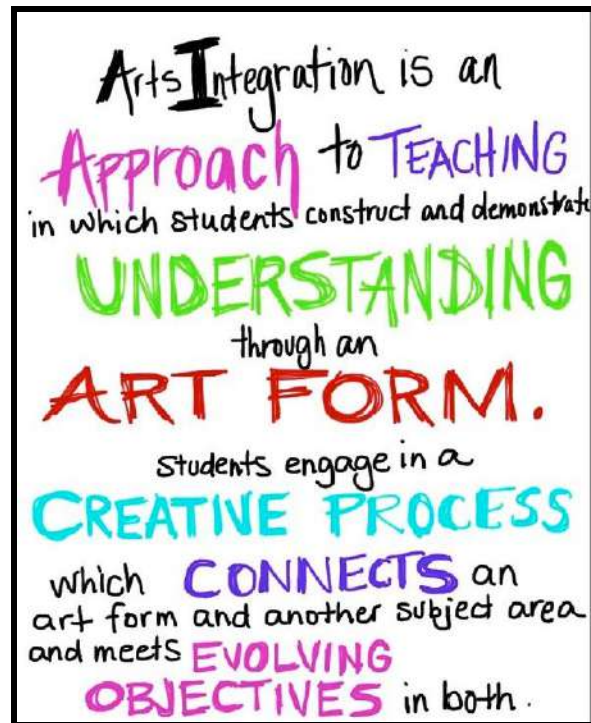 Arts Integration is an
Approach to TEACHING
in which students construct and demonstrate
UNDERSTANDING
through an
ART FORM.
Students engage in a
CREATIVE PROCESS
which CONNECTS an
art form and another subject area
and meets EVOLVING
OBJECTIVES in both.